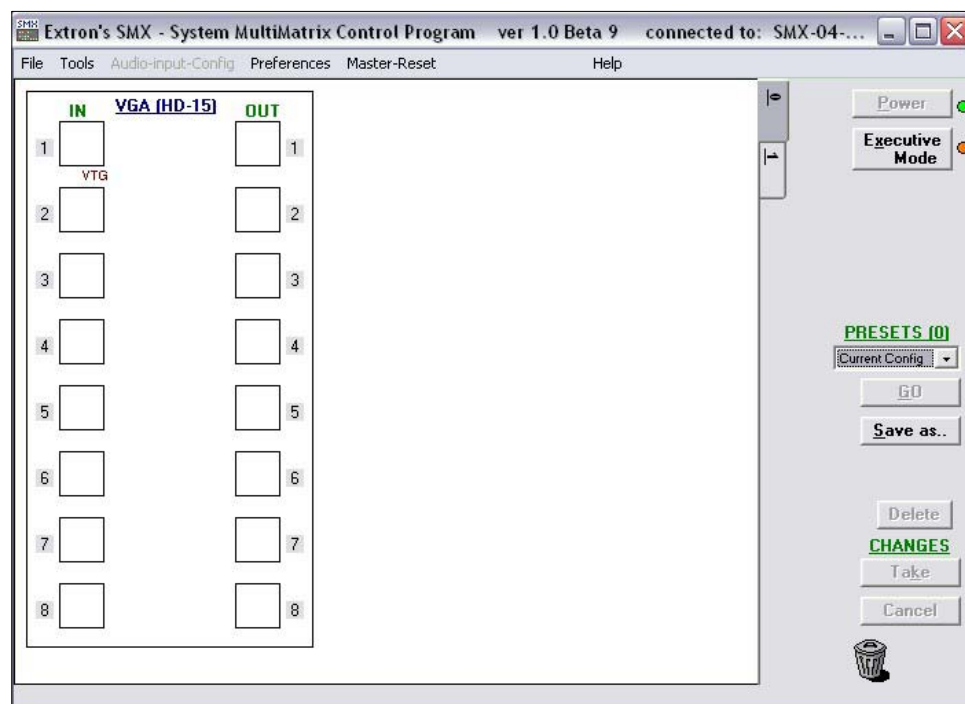 SMX Extron's SMX - System MultiMatrix Control Program ver 1.0 Beta 9 connected to: SMX-04-...
File Tools Audio-input-Config Preferences Master-Reset Help
IN VGA (HD-15) OUT
1 1
VTG
2 2
3 3
4 4
5 5
6 6
7 7
8 8
0
1
Power
Executive
Mode
PRESETS (0)
Current Config
GO
Save as..
Delete
CHANGES
Take
Cancel